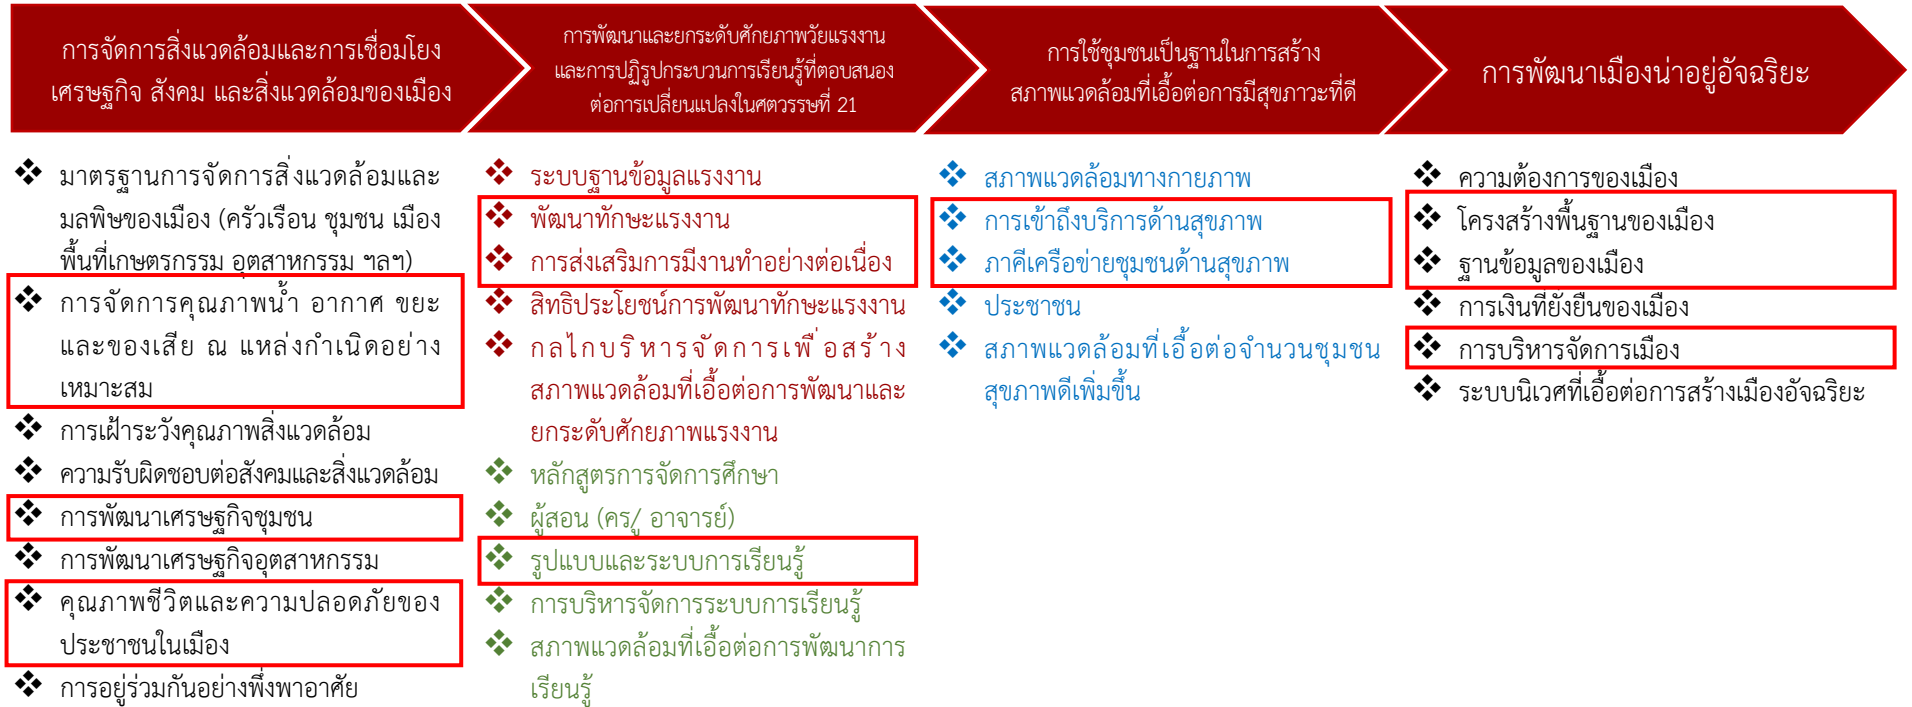 การจัดการสิ่งแวดล้อมและการเชื่อมโยง
เศรษฐกิจ สังคม และสิ่งแวดล้อมของเมือง
การพัฒนาและยกระดับศักยภาพวัยแรงงาน
และการปฏิรูปกระบวนการเรียนรู้ที่ตอบสนอง
ต่อการเปลี่ยนแปลงในศตวรรษที่ 21
การใช้ชุมชนเป็นฐานในการสร้าง
สภาพแวดล้อมที่เอื้อต่อการมีสุขภาวะที่ดี
การพัฒนาเมืองน่าอยู่อัจฉริยะ
มาตรฐานการจัดการสิ่งแวดล้อมและ
มลพิษของเมือง (ครัวเรือน ชุมชน เมือง
พื้นที่เกษตรกรรม อุตสาหกรรม ฯลฯ)
การจัดการคุณภาพน้ำ อากาศ ขยะ
และของเสีย ณ แหล่งกำเนิดอย่าง
เหมาะสม
การเฝ้าระวังคุณภาพสิ่งแวดล้อม
ความรับผิดชอบต่อสังคมและสิ่งแวดล้อม
การพัฒนาเศรษฐกิจชุมชน
การพัฒนาเศรษฐกิจอุตสาหกรรม
คุณภาพชีวิตและความปลอดภัยของ
ประชาชนในเมือง
การอยู่ร่วมกันอย่างพึ่งพาอาศัย
ระบบฐานข้อมูลแรงงาน
พัฒนาทักษะแรงงาน
การส่งเสริมการมีงานทำอย่างต่อเนื่อง
สิทธิประโยชน์การพัฒนาทักษะแรงงาน
กลไกบริหารจัดการเพื่อสร้าง
สภาพแวดล้อมที่เอื้อต่อการพัฒนาและ
ยกระดับศักยภาพแรงงาน
หลักสูตรการจัดการศึกษา
ผู้สอน (ครู/ อาจารย์)
รูปแบบและระบบการเรียนรู้
การบริหารจัดการระบบการเรียนรู้
สภาพแวดล้อมที่เอื้อต่อการพัฒนาการ
เรียนรู้
สภาพแวดล้อมทางกายภาพ
การเข้าถึงบริการด้านสุขภาพ
ภาคีเครือข่ายชุมชนด้านสุขภาพ
ประชาชน
สภาพแวดล้อมที่เอื้อต่อจำนวนชุมชน
สุขภาพดีเพิ่มขึ้น
ความต้องการของเมือง
โครงสร้างพื้นฐานของเมือง
ฐานข้อมูลของเมือง
การเงินที่ยั่งยืนของเมือง
การบริหารจัดการเมือง
ระบบนิเวศที่เอื้อต่อการสร้างเมืองอัจฉริยะ